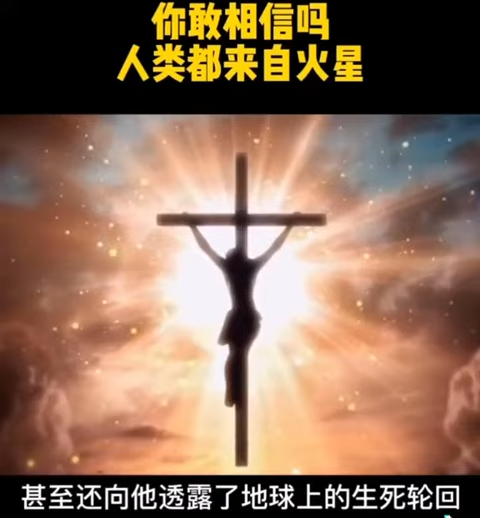 你敢相信吗
人类都来自火星
甚至还向他透露了地球上的生死轮回